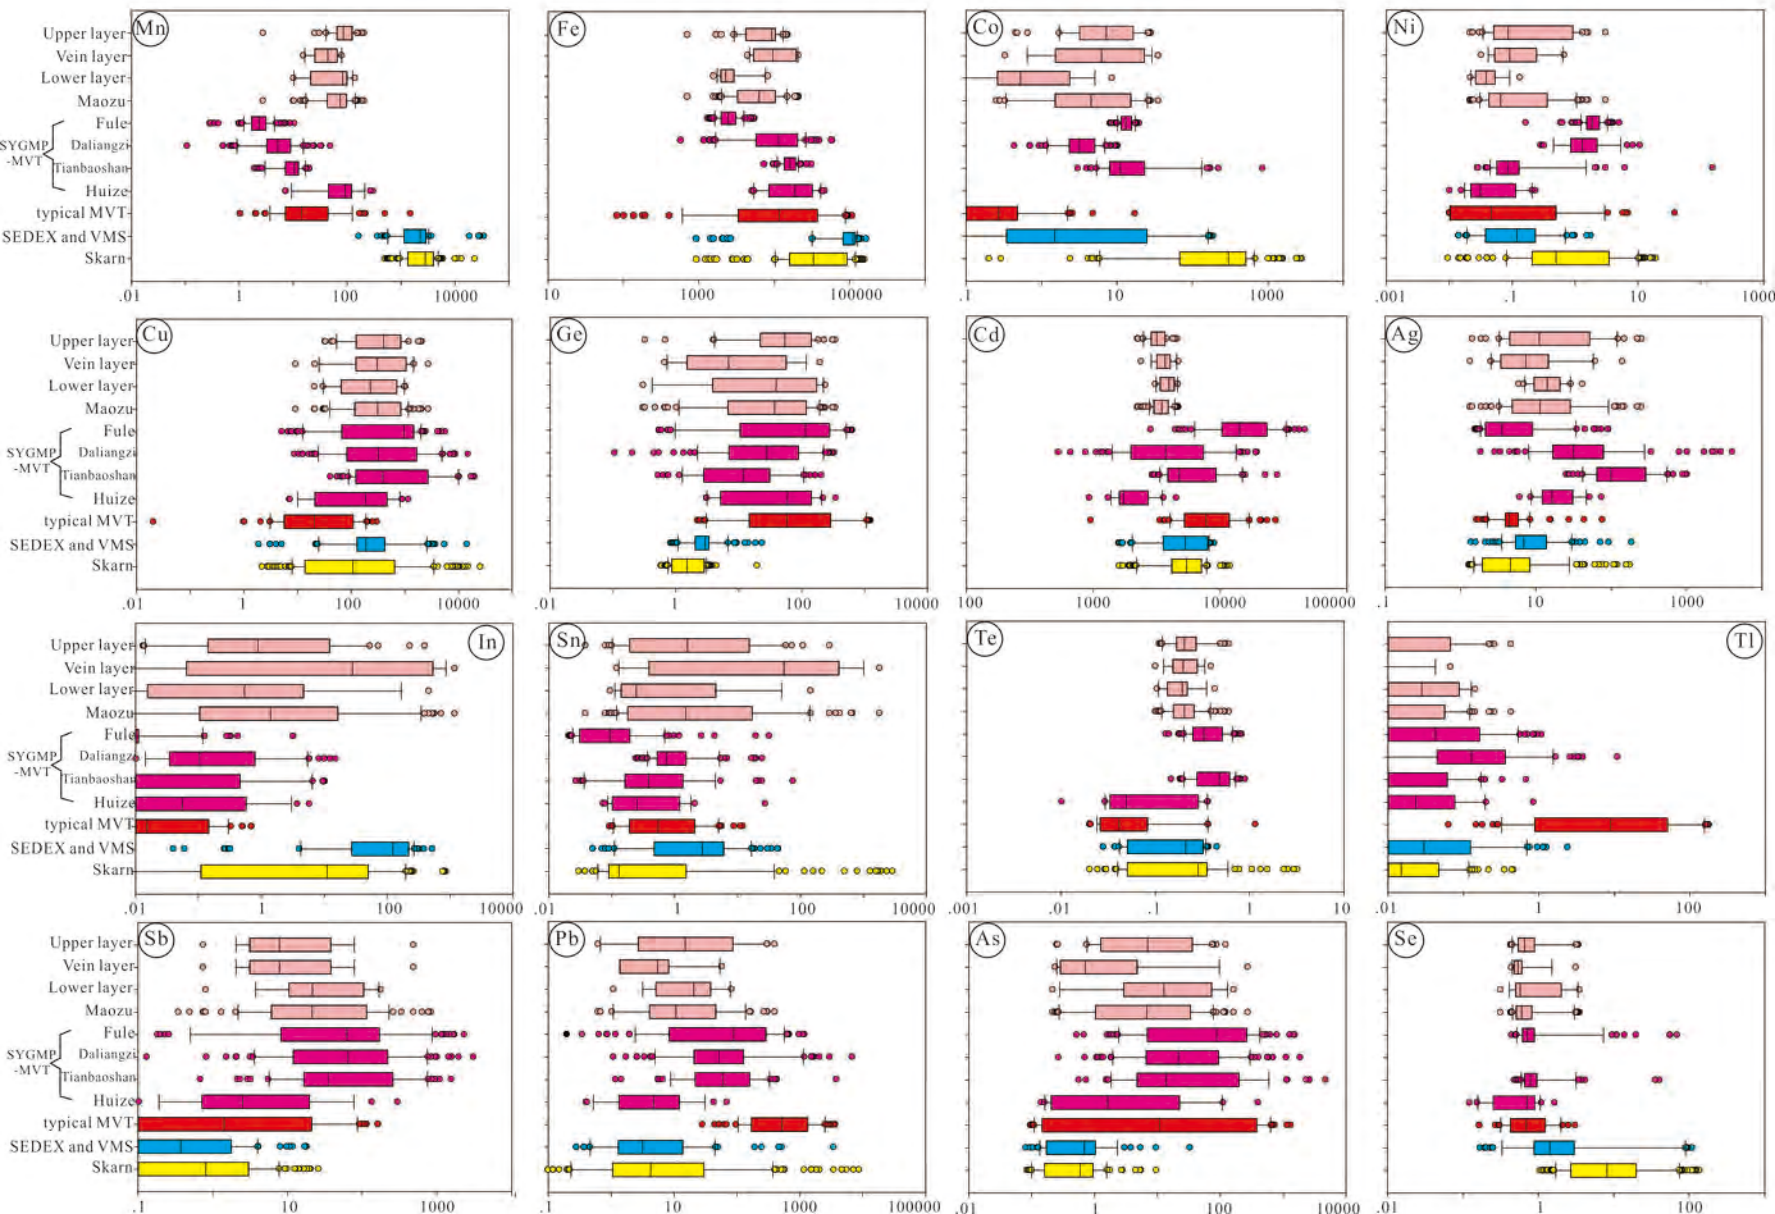 Mn
Fe
Co
Ni
Upper layer
Vein layer
Lower layer
Maozu
Fule
SYGMP
-MVT
Daliangzi
Tianbaoshan
Huize
typical MVT
SEDEX and VMS
Skarn
.01 1 100 10000
10 1000 100000
.1 10 1000
.001 .1 10 1000
Cu
Ge
Cd
Ag
Upper layer
Vein layer
Lower layer
Maozu
Fule
SYGMP
-MVT
Daliangzi
Tianbaoshan
Huize
typical MVT
SEDEX and VMS
Skarn
.01 1 100 10000
.01 1 100 10000
100 1000 10000 100000
.1 10 1000
In
Sn
Te
Tl
Upper layer
Vein layer
Lower layer
Maozu
Fule
SYGMP
-MVT
Daliangzi
Tianbaoshan
Huize
typical MVT
SEDEX and VMS
Skarn
.01 1 100 10000
.01 1 100 10000
.001 .01 .1 1 10
.01 1 100
Sb
Pb
As
Se
Upper layer
Vein layer
Lower layer
Maozu
Fule
SYGMP
-MVT
Daliangzi
Tianbaoshan
Huize
typical MVT
SEDEX and VMS
Skarn
.1 10 1000
.1 10 1000 100000
.01 1 100 10000
.01 1 100